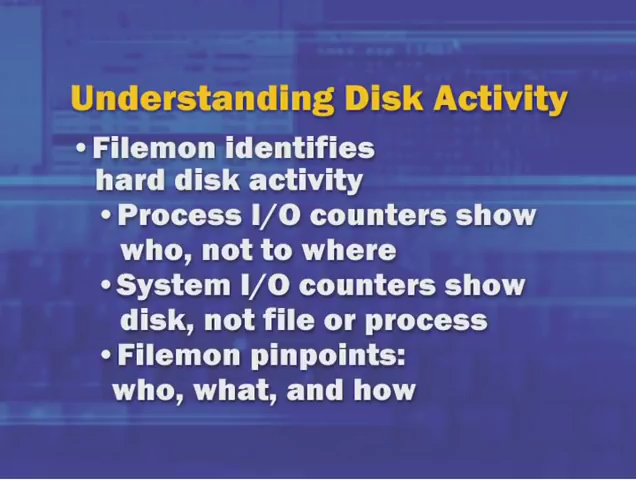 Understanding Disk Activity
•Filemon identifies
hard disk activity
•Process I/O counters show
who, not to where
•System I/O counters show
disk, not file or process
•Filemon pinpoints:
who, what, and how